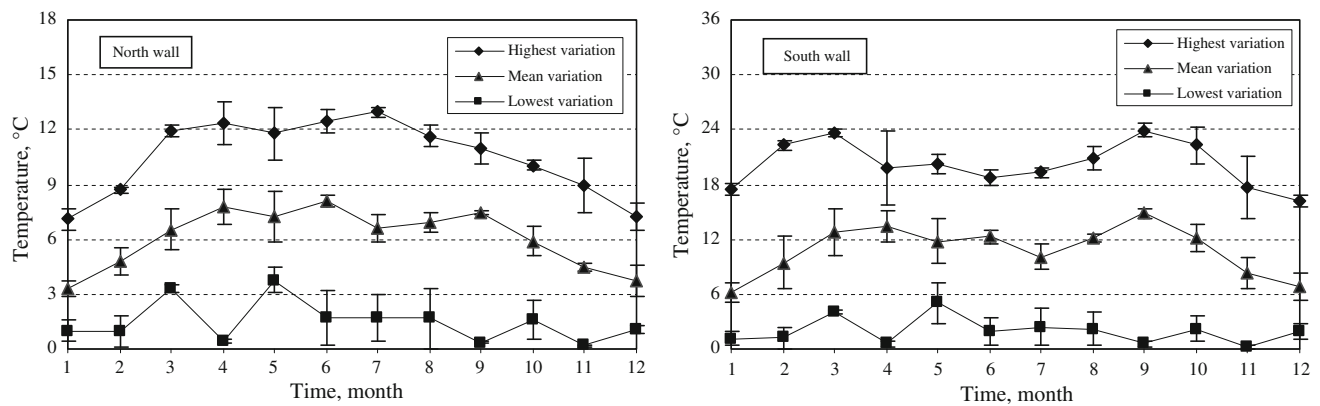 North wall
Highest variation
Mean variation
Lowest variation
Temperature, °C
18
15
12
9
6
3
0
1 2 3 4 5 6 7 8 9 10 11 12
Time, month
South wall
Highest variation
Mean variation
Lowest variation
Temperature, °C
36
30
24
18
12
6
0
1 2 3 4 5 6 7 8 9 10 11 12
Time, month